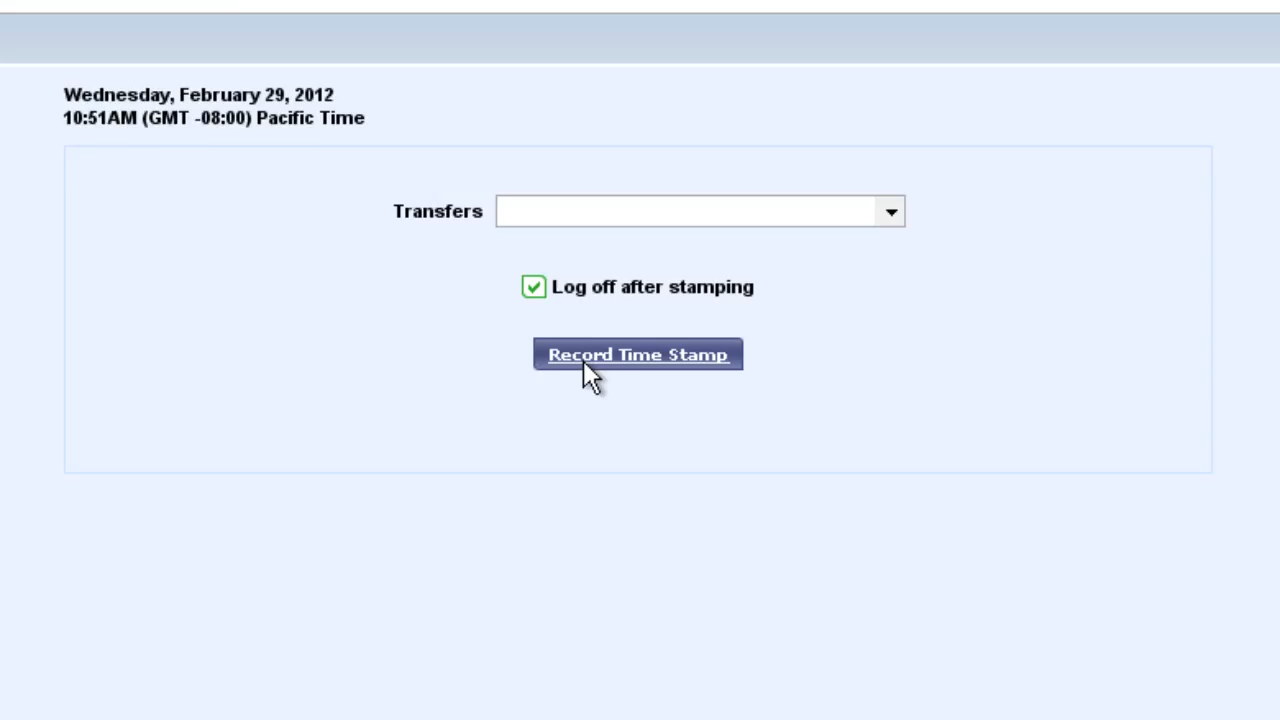 Wednesday, February 29, 2012
10:51AM (GMT -08:00) Pacific Time
Transfers
Log off after stamping
Record Time Stamp